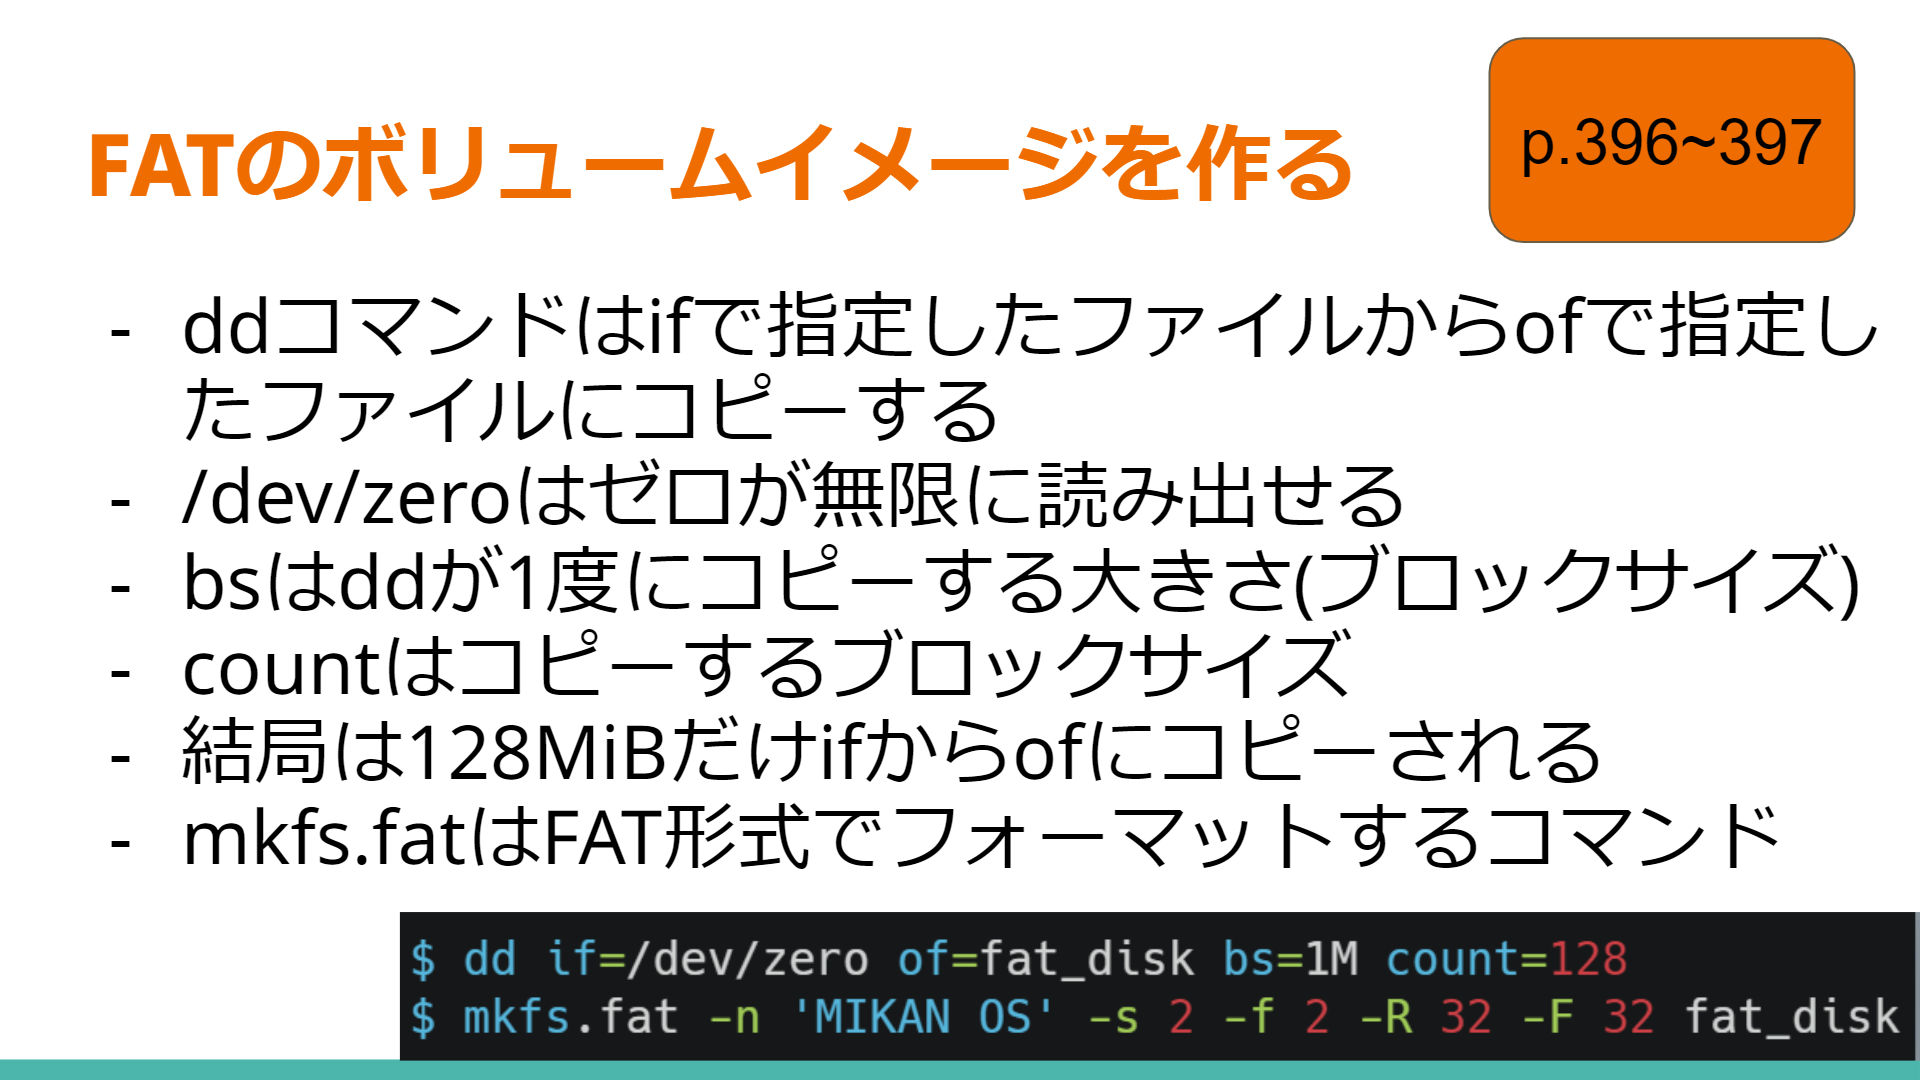 FATのボリュームイメージを作る
p.396~397
- ddコマンドはifで指定したファイルからofで指定し
たファイルにコピーする
- /dev/zeroはゼロが無限に読み出せる
- bsはddが1度にコピーする大きさ(ブロックサイズ)
- countはコピーするブロックサイズ
- 結局は128MiBだけifからofにコピーされる
- mkfs.fatはFAT形式でフォーマットするコマンド
$ dd if=/dev/zero of=fat_disk bs=1M count=128
$ mkfs.fat -n 'MIKAN OS' -s 2 -f 2 -R 32 -F 32 fat_disk